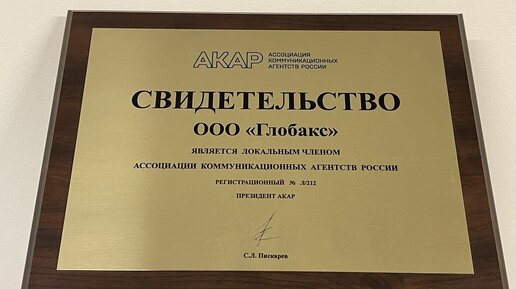 АКАР
АССОЦИАЦИЯ
КОММУНИКАЦИОННЫХ
АГЕНТСТВ РОССИИ
СВИДЕТЕЛЬСТВО
ООО «Глобакс»
ЯВЛЯЕТСЯ ЛОКАЛЬНЫМ ЧЛЕНОМ
АССОЦИАЦИИ КОММУНИКАЦИОННЫХ АГЕНТСТВ РОССИИ
РЕГИСТРАЦИОННЫЙ № Л/212
ПРЕЗИДЕНТ АКАР
С.Л. Пискарев